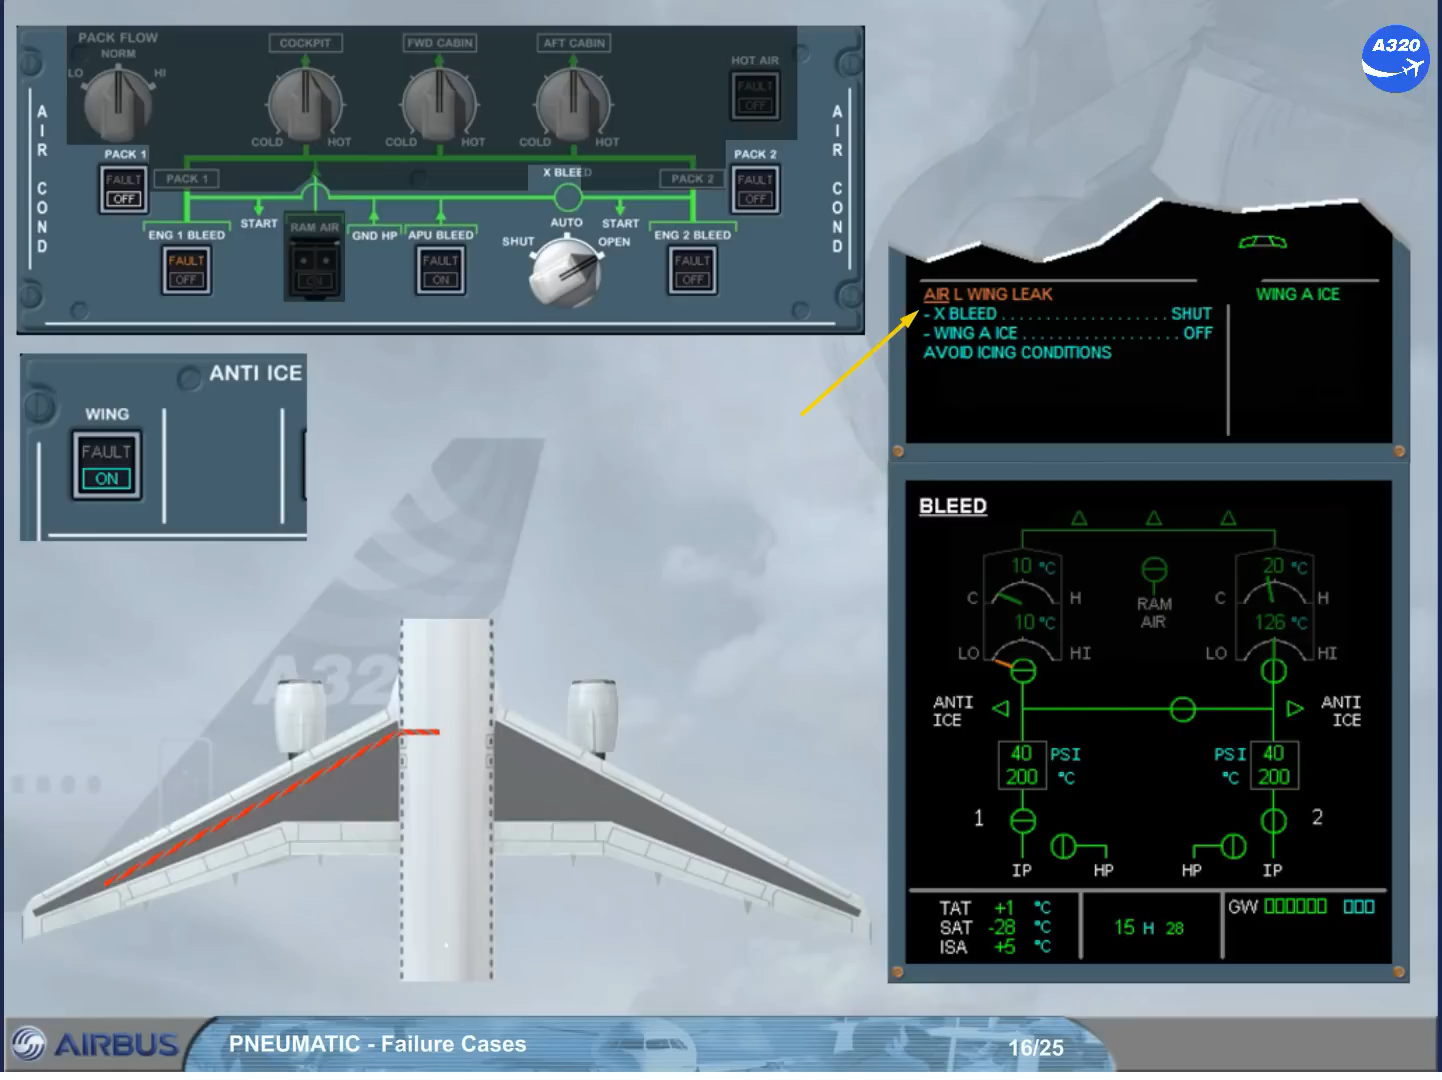 PACK FLOW
NORM
LO
HI
COCKPIT
FWD CABIN
AFT CABIN
HOT AIR
FAULT
OFF
COLD
HOT
COLD
HOT
COLD
HOT
AIR COND
AIR COND
PACK 1
FAULT
OFF
PACK 1
X BLEED
PACK 2
PACK 2
FAULT
OFF
START
RAM AIR
ON
GND HP
APU BLEED
AUTO
SHUT
OPEN
START
ENG 1 BLEED
FAULT
OFF
FAULT
ON
ENG 2 BLEED
FAULT
OFF
A320
ANTI ICE
WING
FAULT
ON
AIR L WING LEAK
- X BLEED . . . . . . . . . . . . . . . . . . . . SHUT
- WING A ICE . . . . . . . . . . . . . . . . . . . OFF
AVOID ICING CONDITIONS
WING A ICE
BLEED
10 °C
20 °C
C
H
RAM
AIR
C
H
10 °C
126 °C
LO
HI
LO
HI
ANTI
ICE
ANTI
ICE
40 PSI
200 °C
PSI 40
°C 200
1
2
IP
HP
HP
IP
TAT +1 °C
SAT -28 °C
ISA +5 °C
15 H 28
GW
A320
AIRBUS
PNEUMATIC - Failure Cases
16/25